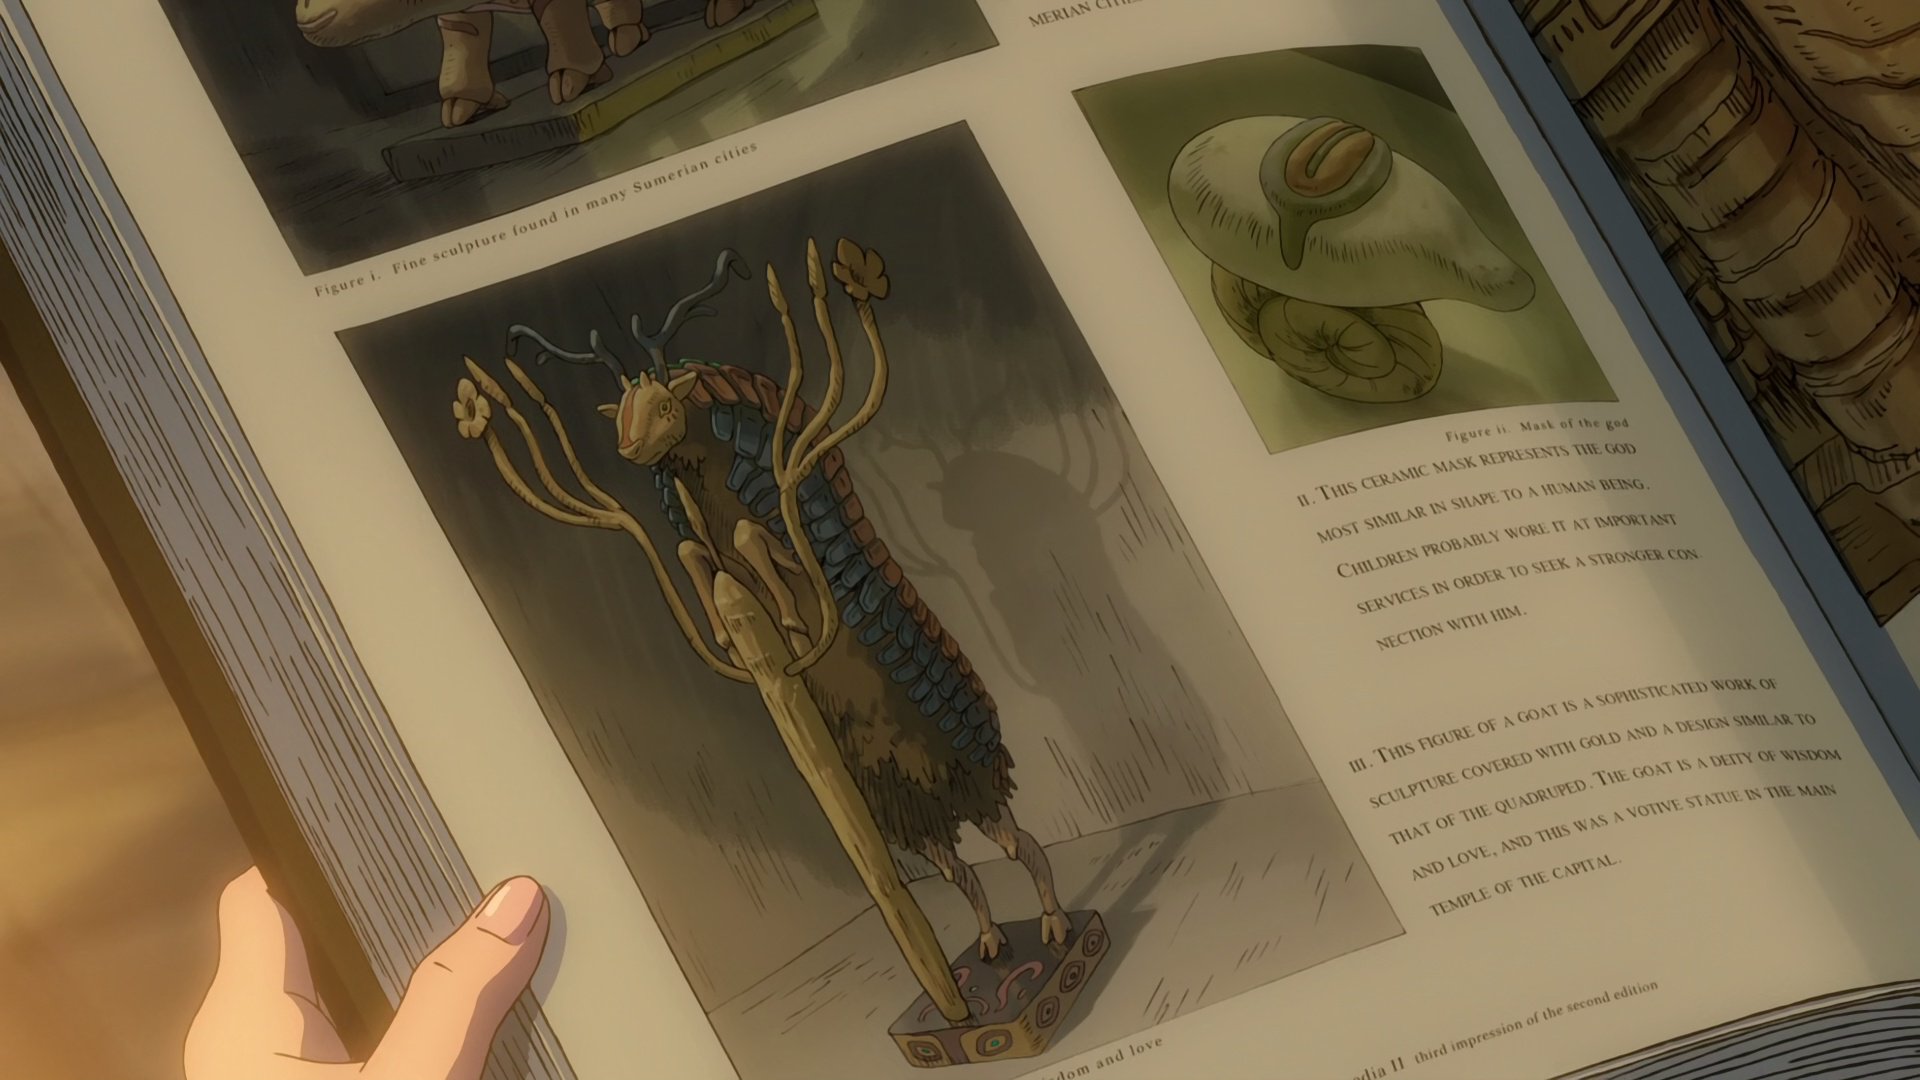 MERIAN CITIES
Figure i. Fine sculpture found in many Sumerian cities
Figure ii. Mask of the god
II. THIS CERAMIC MASK REPRESENTS THE GOD
MOST SIMILAR IN SHAPE TO A HUMAN BEING.
CHILDREN PROBABLY WORE IT AT IMPORTANT
SERVICES IN ORDER TO SEEK A STRONGER CON-
NECTION WITH HIM.
III. THIS FIGURE OF A GOAT IS A SOPHISTICATED WORK OF
SCULPTURE COVERED WITH GOLD AND A DESIGN SIMILAR TO
THAT OF THE QUADRUPED. THE GOAT IS A DEITY OF WISDOM
AND LOVE, AND THIS WAS A VOTIVE STATUE IN THE MAIN
TEMPLE OF THE CAPITAL.
and love
II third impression of the second edition